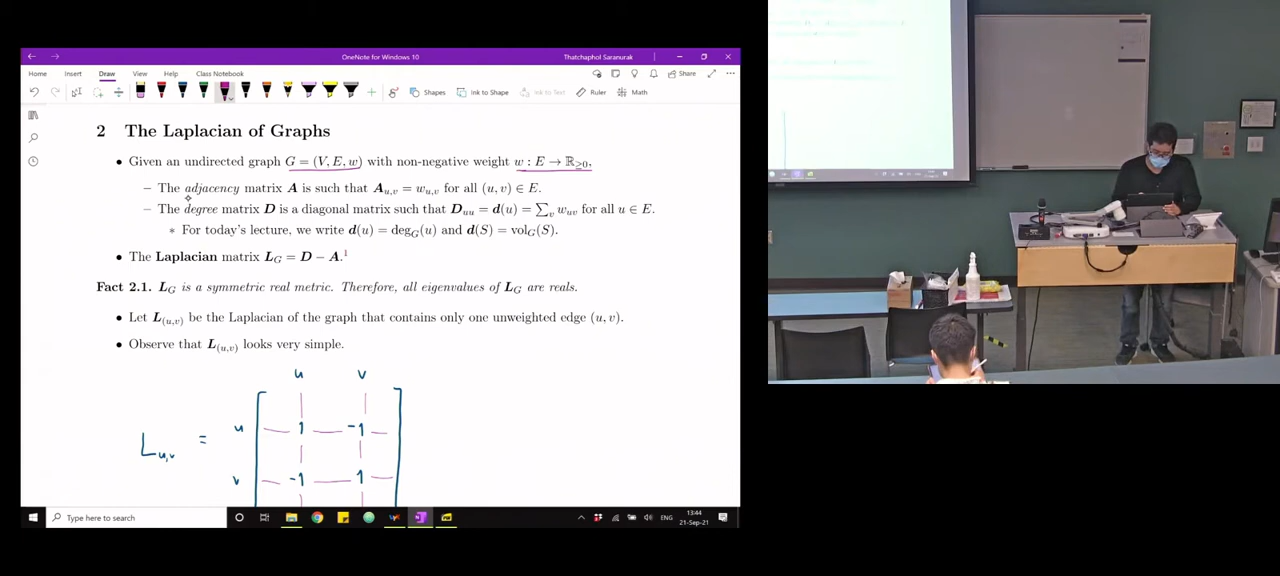 OneNote for Windows 10
Thatchaphol Saranurak
Home Insert Draw View Help Class Notebook
Share
Shapes Ink to Shape Ink to Text Ruler Math
2 The Laplacian of Graphs
• Given an undirected graph G = (V, E, w) with non-negative weight w : E → ℝ≥0.
– The adjacency matrix A is such that A_{u,v} = w_{u,v} for all (u, v) ∈ E.
– The degree matrix D is a diagonal matrix such that D_{uu} = d(u) = ∑_v w_{uv} for all u ∈ E.
∗ For today's lecture, we write d(u) = deg_G(u) and d(S) = vol_G(S).
• The Laplacian matrix L_G = D − A.¹
Fact 2.1. L_G is a symmetric real metric. Therefore, all eigenvalues of L_G are reals.
• Let L_{(u,v)} be the Laplacian of the graph that contains only one unweighted edge (u, v).
• Observe that L_{(u,v)} looks very simple.
u v
u 1 -1
L_{u,v} =
v -1 1
Type here to search
ENG
13:44
21-Sep-21